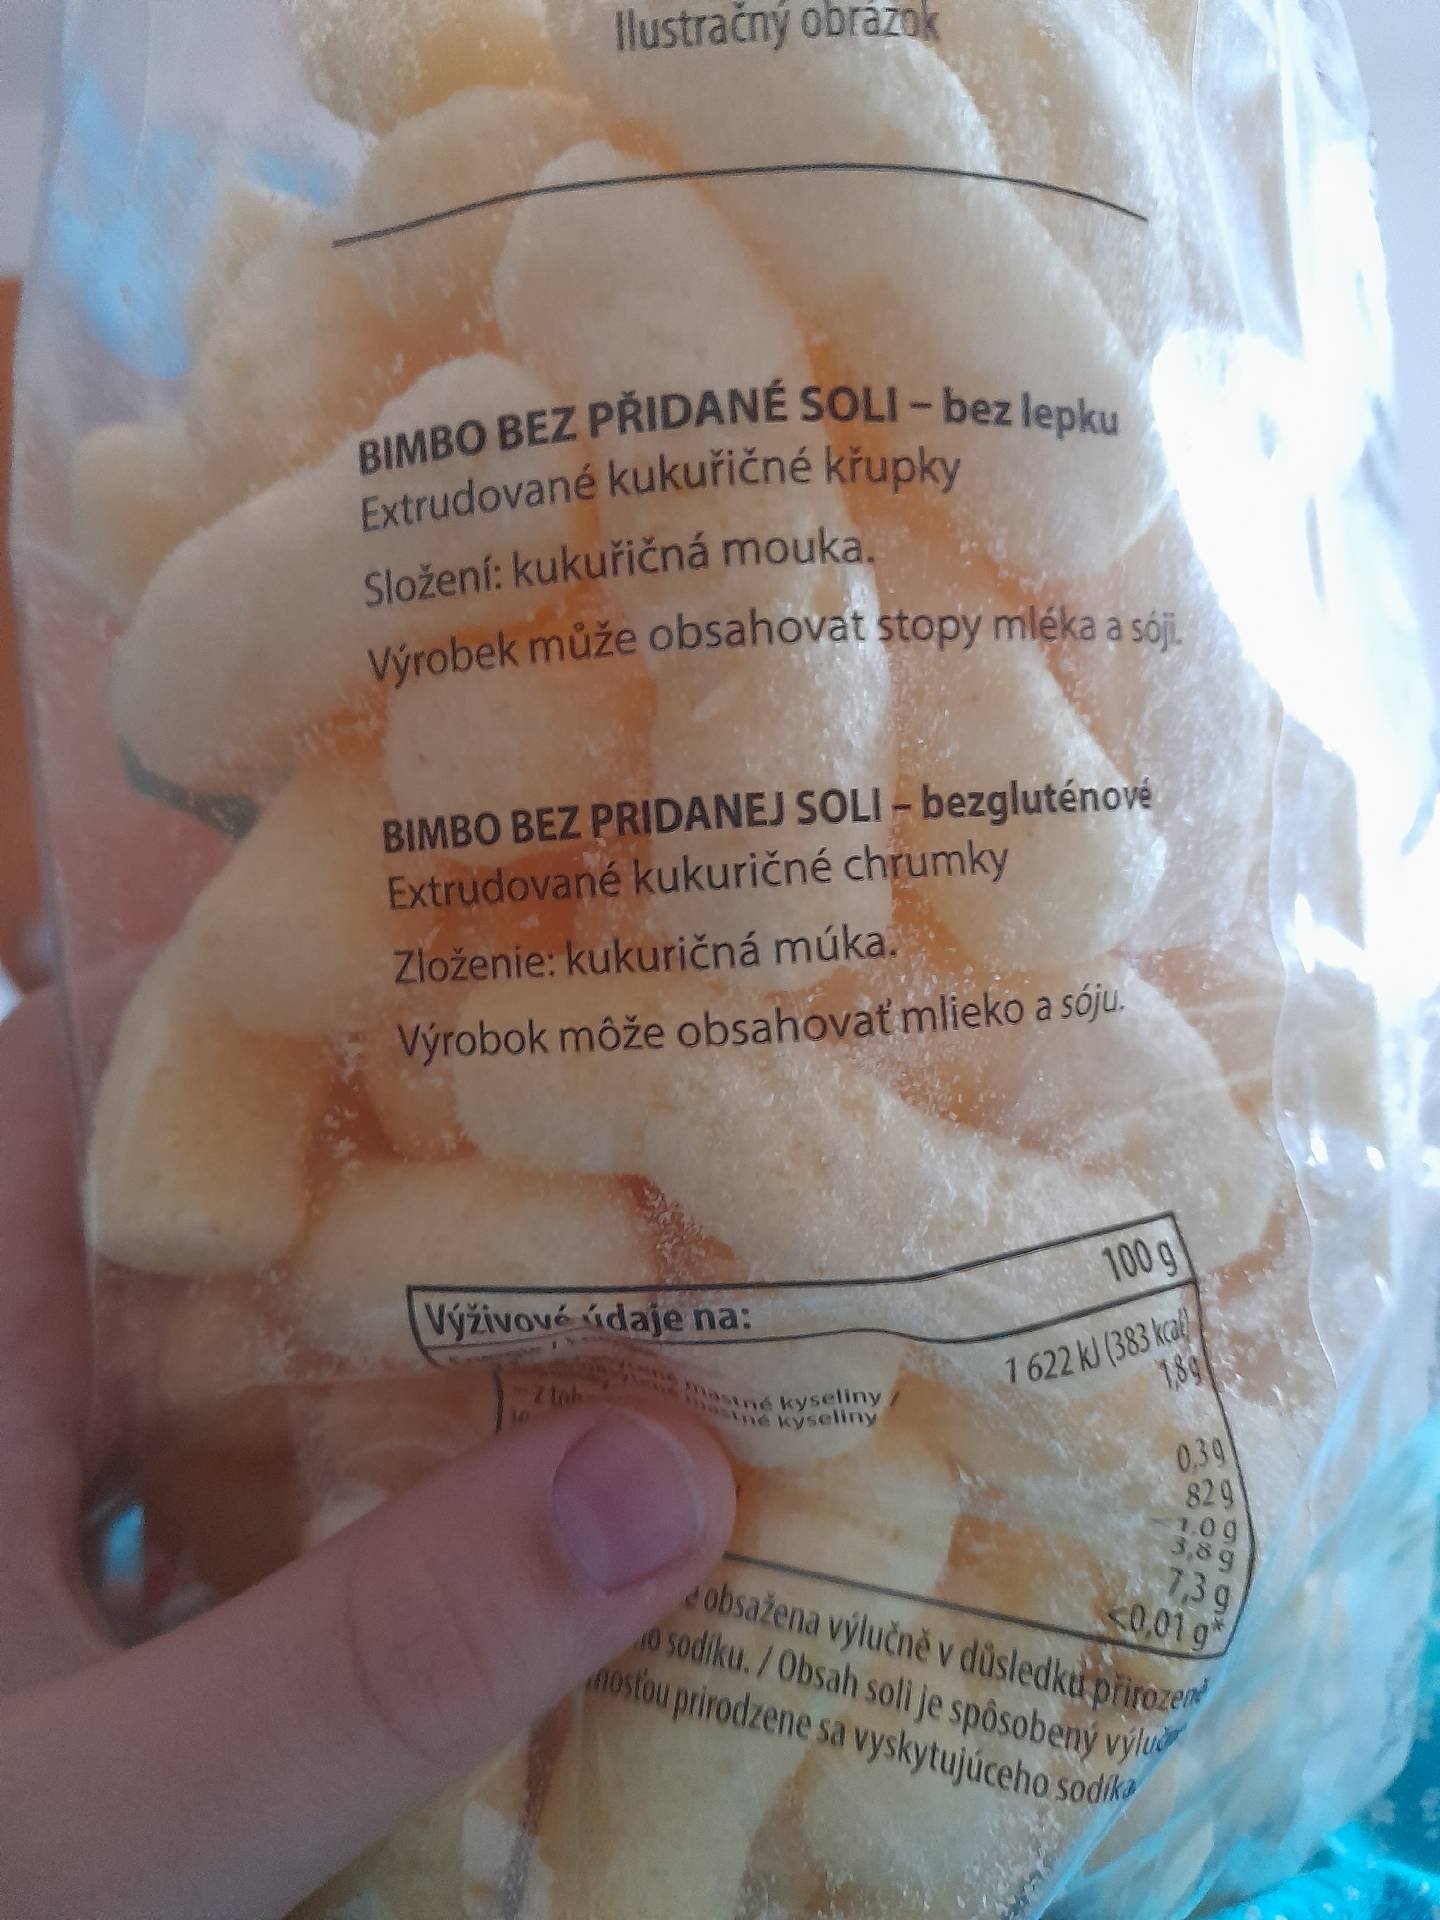 Ilustračný obrázok
BIMBO BEZ PŘIDANÉ SOLI – bez lepku
Extrudované kukuřičné křupky
Složení: kukuřičná mouka.
Výrobek může obsahovat stopy mléka a sóji.
BIMBO BEZ PRIDANEJ SOLI – bezgluténové
Extrudované kukuričné chrumky
Zloženie: kukuričná múka.
Výrobok môže obsahovať mlieko a sóju.
Výživové údaje na: 100 g
1 622 kJ (383 kcal)
1,8 g
mastné kyseliny /
mastné kyseliny
0,3 g
82 g
1,0 g
3,8 g
7,3 g
<0,01 g*
obsažena výlučně v důsledku přirozeně
sodíku. / Obsah soli je spôsobený
prirodzene sa vyskytujúceho sodíka